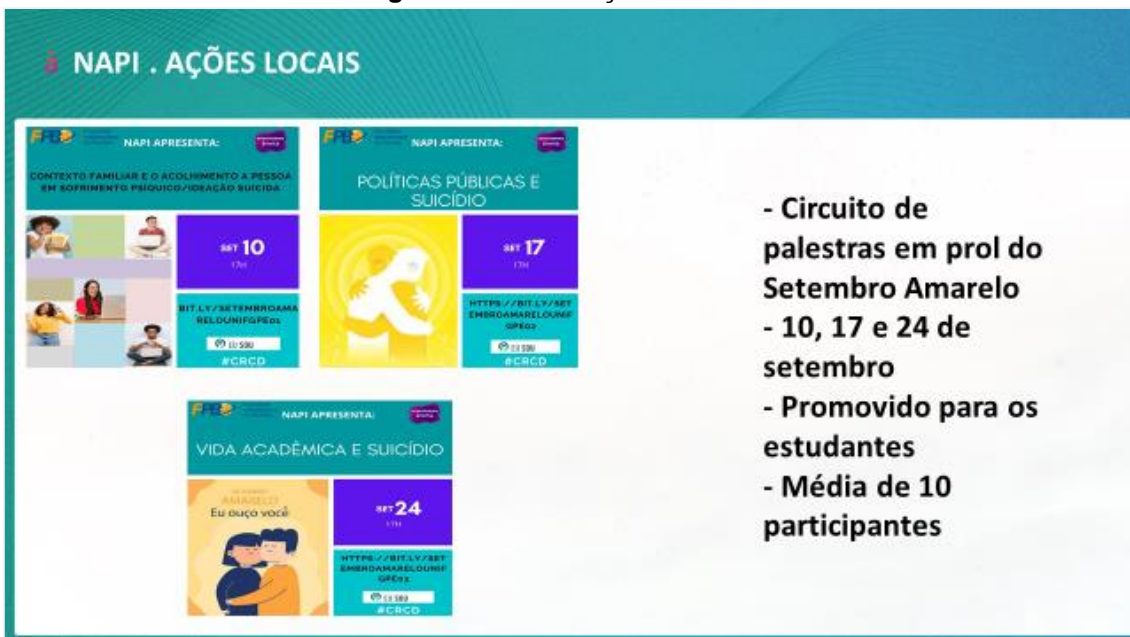 à NAPI . AÇÕES LOCAIS
FPB
NAPI APRESENTA:
CONTEXTO FAMILIAR E O ACOLHIMENTO A PESSOA
EM SOFRIMENTO PSÍQUICO/IDEAÇÃO SUICIDA
SET 10
17H
BIT.LY/SETEMBROAMA
RELOUNIFGPE01
EU SOU
#CRCD
FPB
NAPI APRESENTA:
POLÍTICAS PÚBLICAS E
SUICÍDIO
SET 17
17H
HTTPS://BIT.LY/SET
EMBROAMARELOUNIF
GPE02
EU SOU
#CRCD
FPB
NAPI APRESENTA:
VIDA ACADÊMICA E SUICÍDIO
AMARELO
Eu ouço você
SET 24
17H
HTTPS://BIT.LY/SET
EMBROAMARELOUNIF
EU SOU
#CRCD
- Circuito de
palestras em prol do
Setembro Amarelo
- 10, 17 e 24 de
setembro
- Promovido para os
estudantes
- Média de 10
participantes